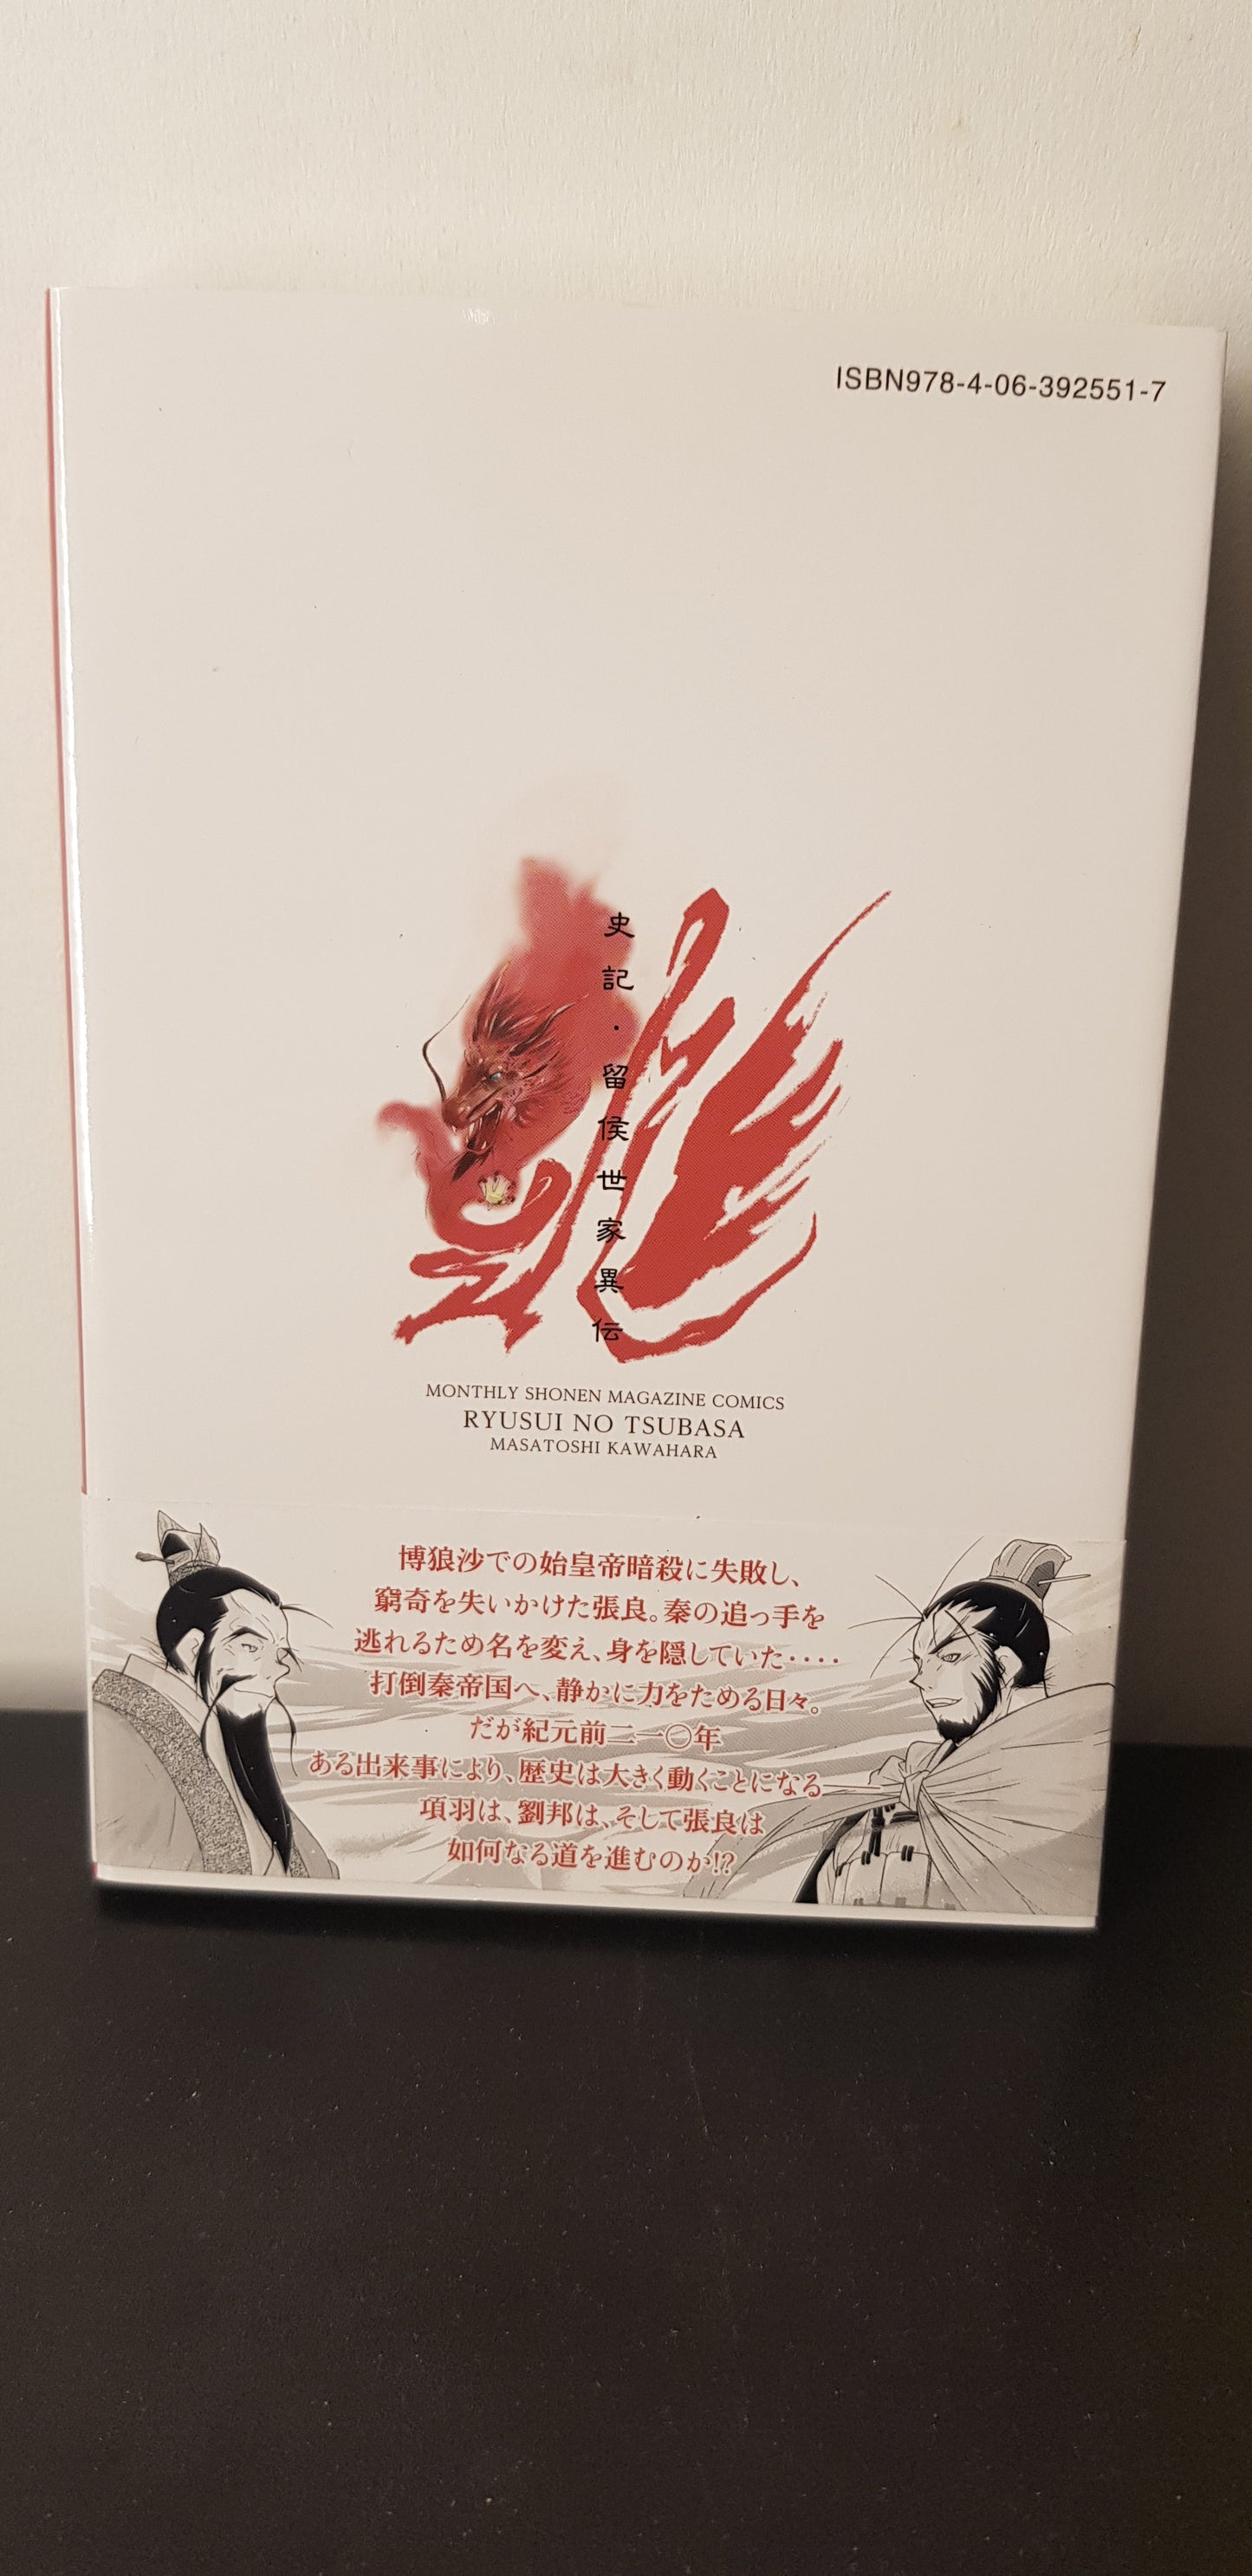 ISBN978-4-06-392551-7
史記・留侯世家異伝
MONTHLY SHONEN MAGAZINE COMICS
RYUSUI NO TSUBASA
MASATOSHI KAWAHARA
博狼沙での始皇帝暗殺に失敗し、
窮奇を失いかけた張良。秦の追っ手を
逃れるため名を変え、身を隠していた‥‥
打倒秦帝国へ、静かに力をためる日々。
だが紀元前二一〇年
ある出来事により、歴史は大きく動くことになる――
項羽は、劉邦は、そして張良は
如何なる道を進むのか!?